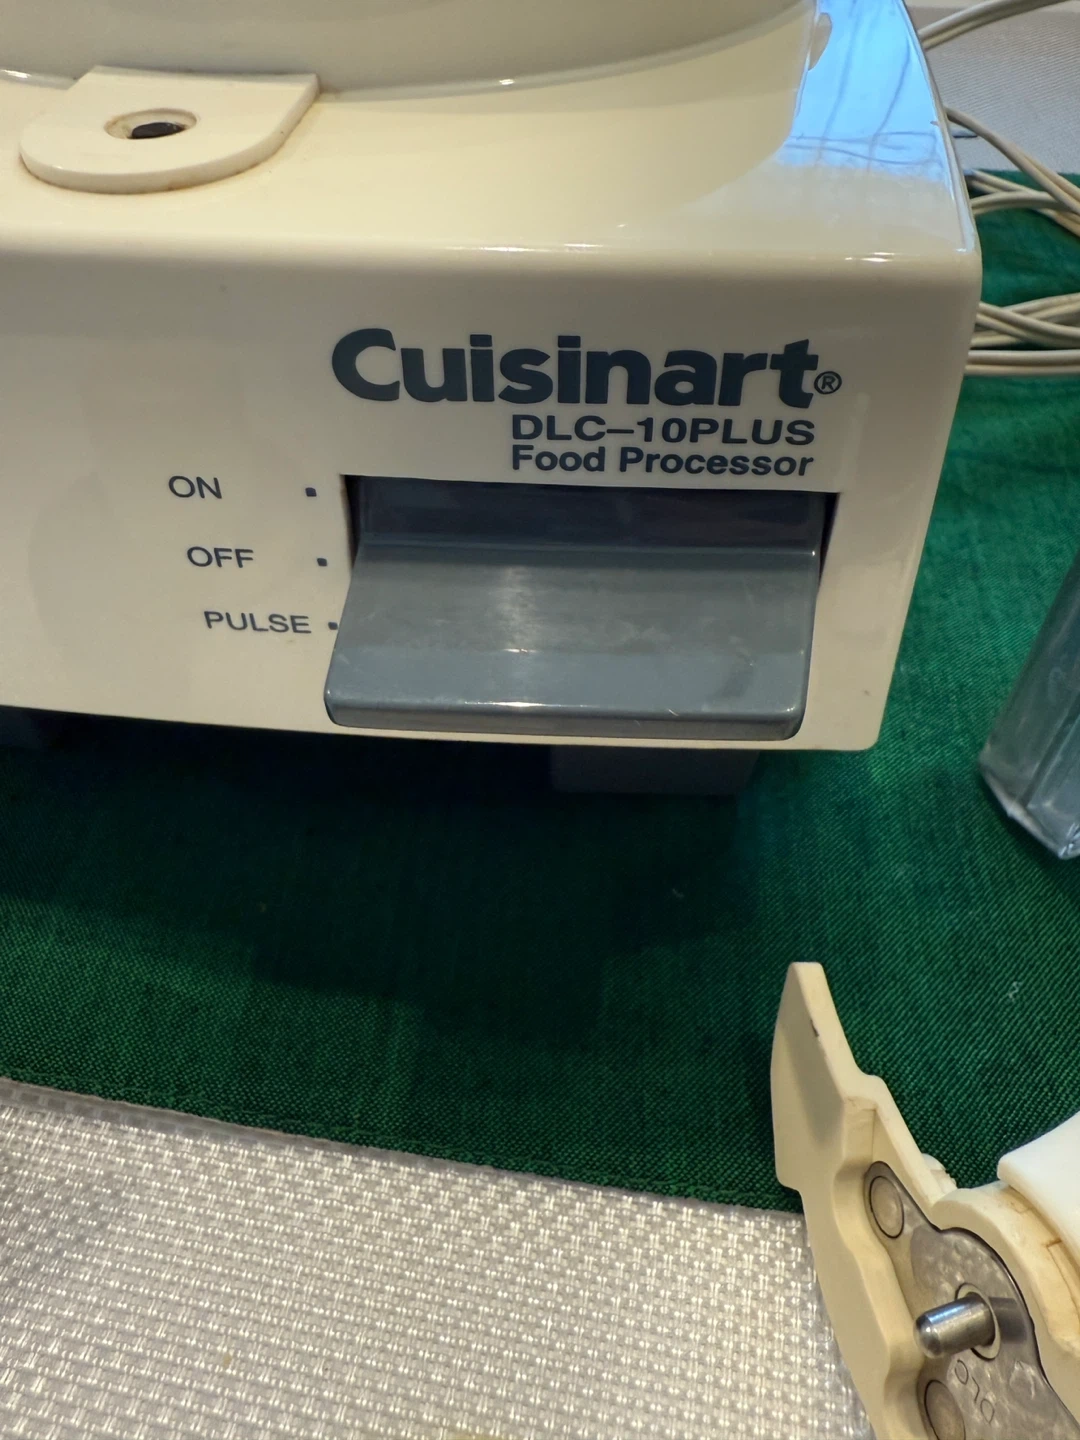 Cuisinart®
DLC–10PLUS
Food Processor
ON
OFF
PULSE